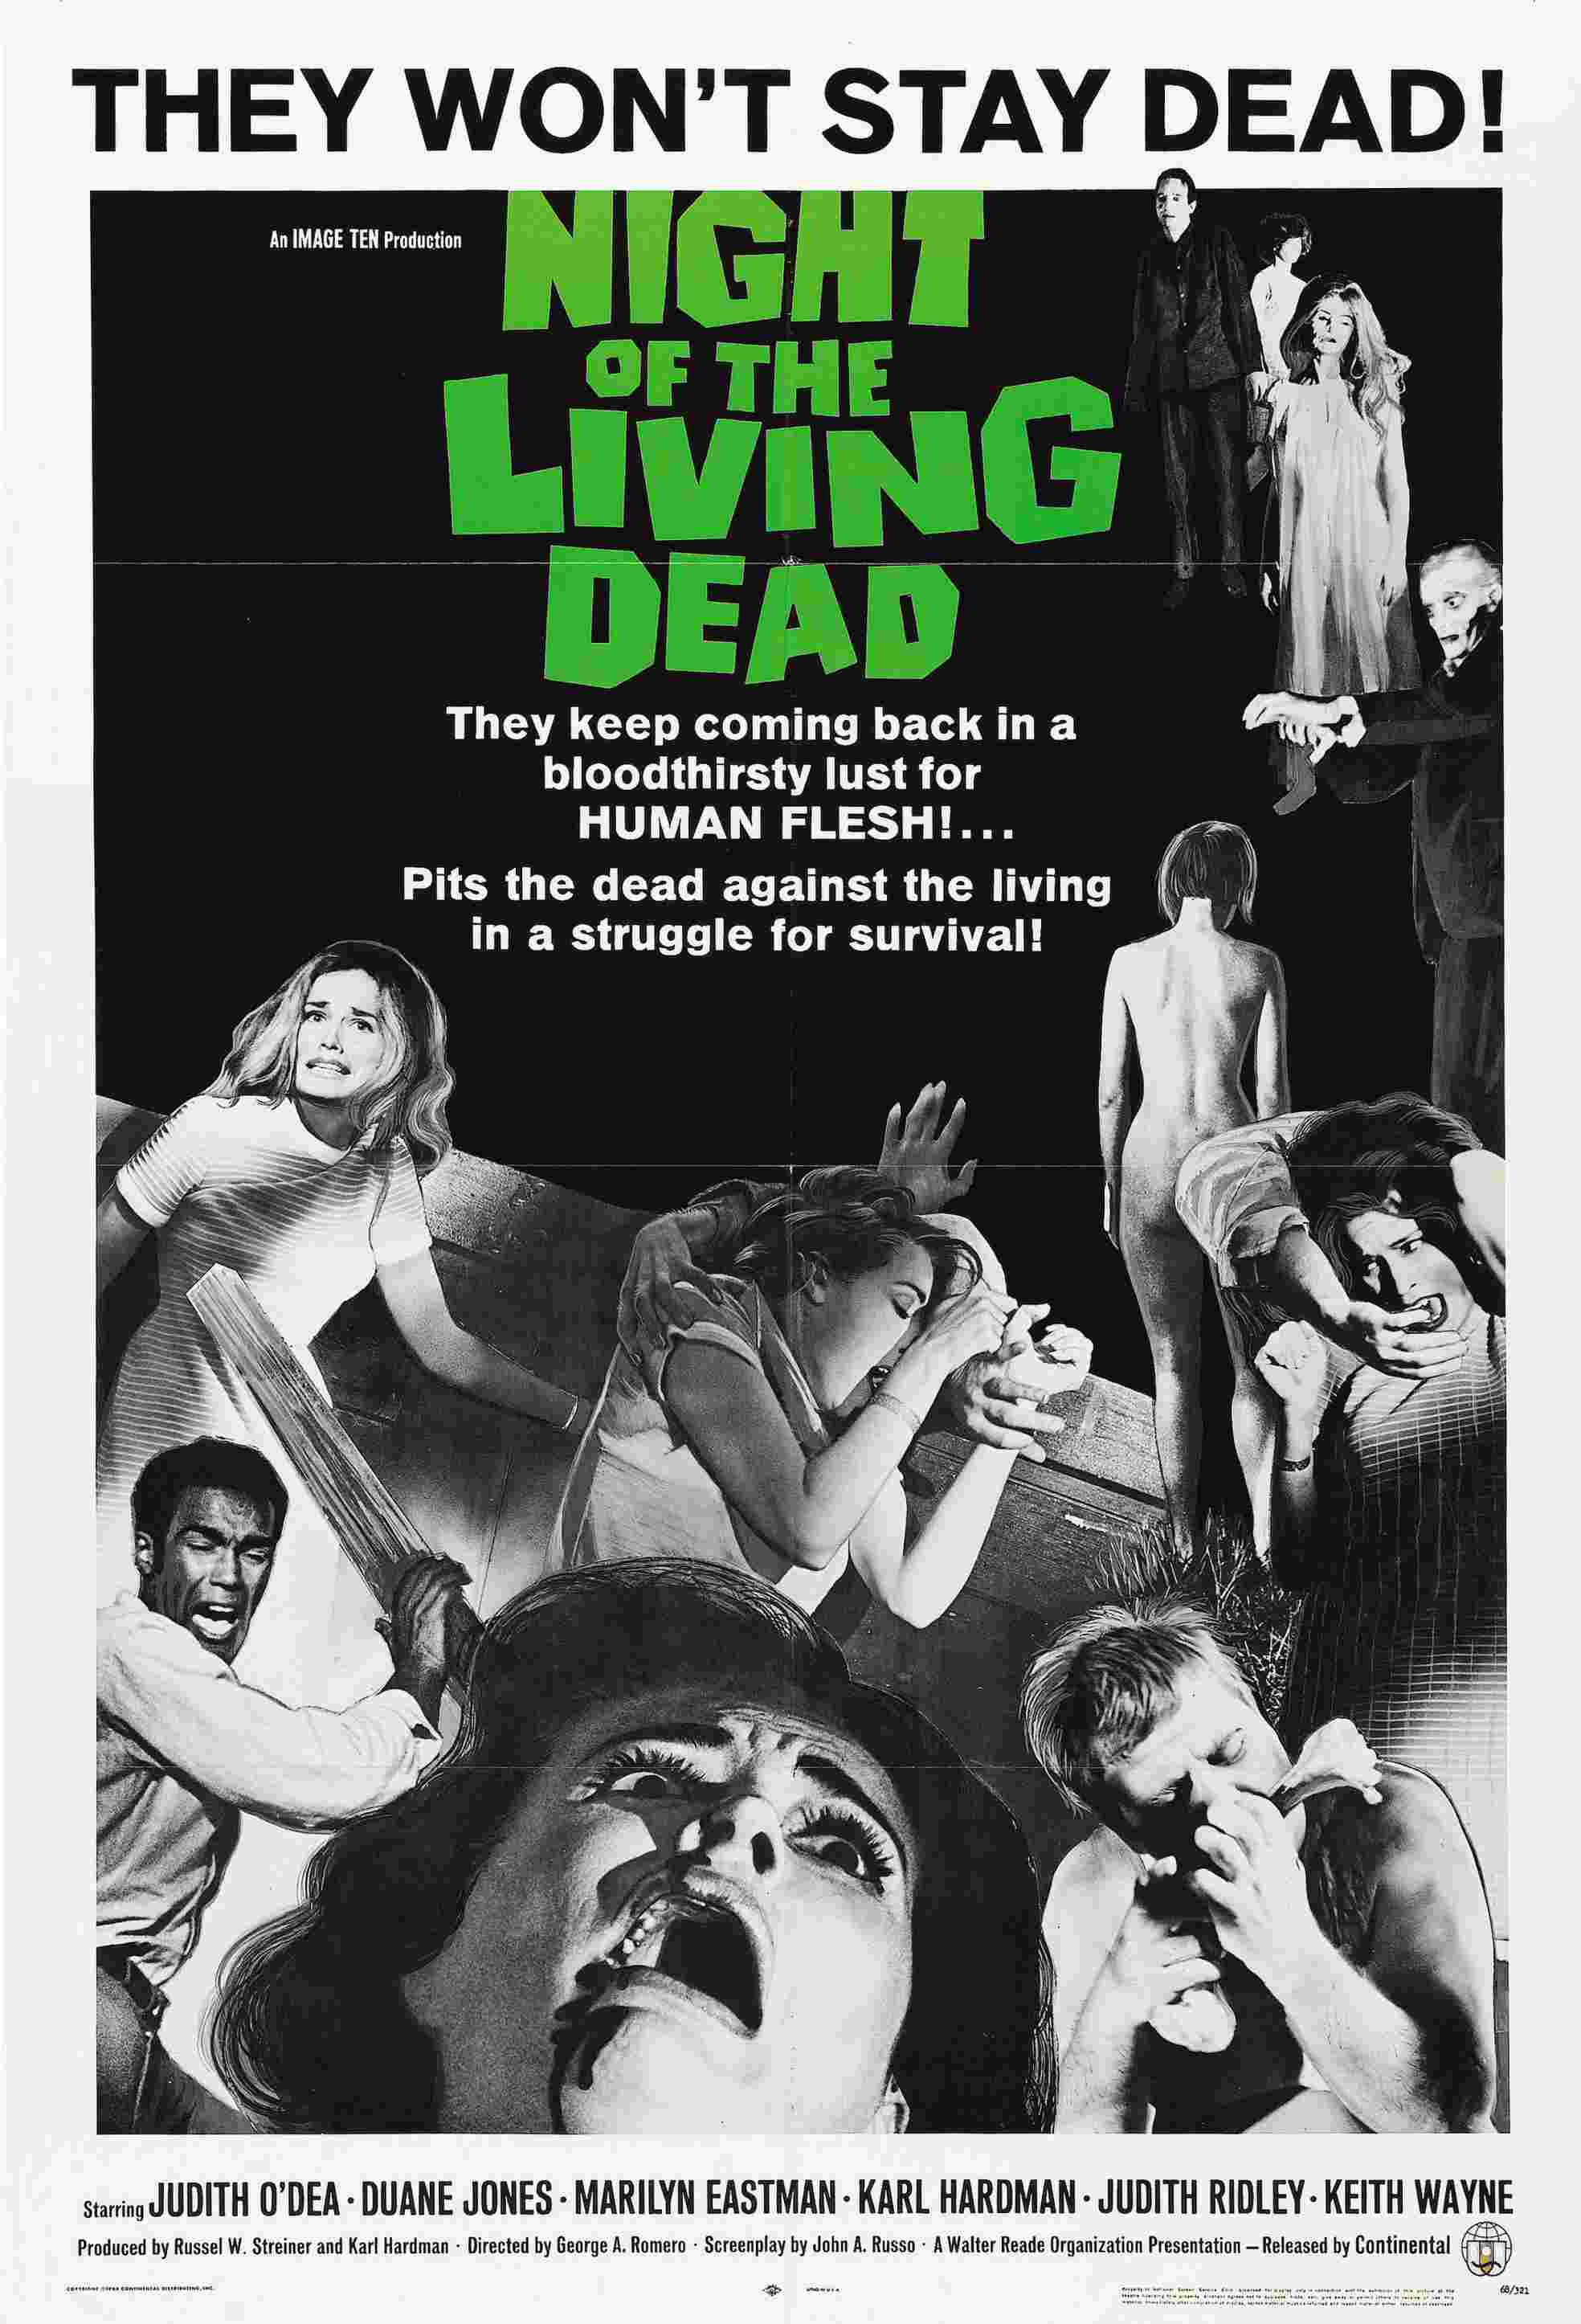 THEY WON'T STAY DEAD!
An IMAGE TEN Production
NIGHT
OF THE
LIVING
DEAD
They keep coming back in a
bloodthirsty lust for
HUMAN FLESH!...
Pits the dead against the living
in a struggle for survival!
Starring JUDITH O'DEA · DUANE JONES · MARILYN EASTMAN · KARL HARDMAN · JUDITH RIDLEY · KEITH WAYNE
Produced by Russel W. Streiner and Karl Hardman · Directed by George A. Romero · Screenplay by John A. Russo · A Walter Reade Organization Presentation — Released by Continental
68/321